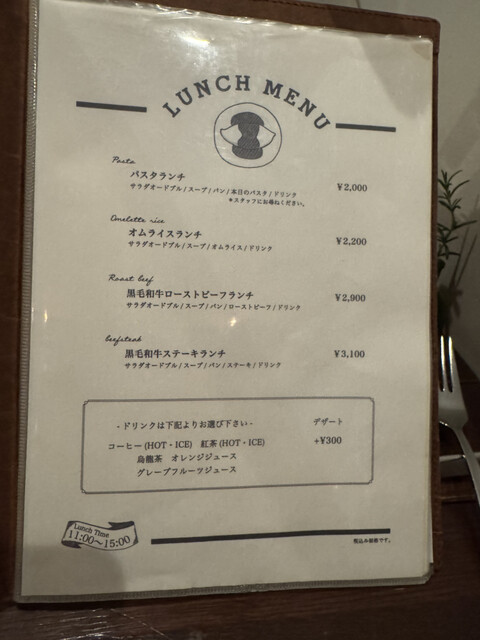 LUNCH MENU
Pasta
パスタランチ
サラダオードブル/スープ/パン/本日のパスタ/ドリンク ¥2,000
*スタッフにお尋ねください。
Omelette rice
オムライスランチ
サラダオードブル/スープ/オムライス/ドリンク ¥2,200
Roast beef
黒毛和牛ローストビーフランチ ¥2,900
サラダオードブル/スープ/パン/ローストビーフ/ドリンク
beefsteak
黒毛和牛ステーキランチ ¥3,100
サラダオードブル/スープ/パン/ステーキ/ドリンク
-ドリンクは下記よりお選び下さい- デザート
コーヒー(HOT・ICE) 紅茶(HOT・ICE) +¥300
烏龍茶 オレンジジュース
グレープフルーツジュース
Lunch Time
11:00~15:00
税込み価格です。